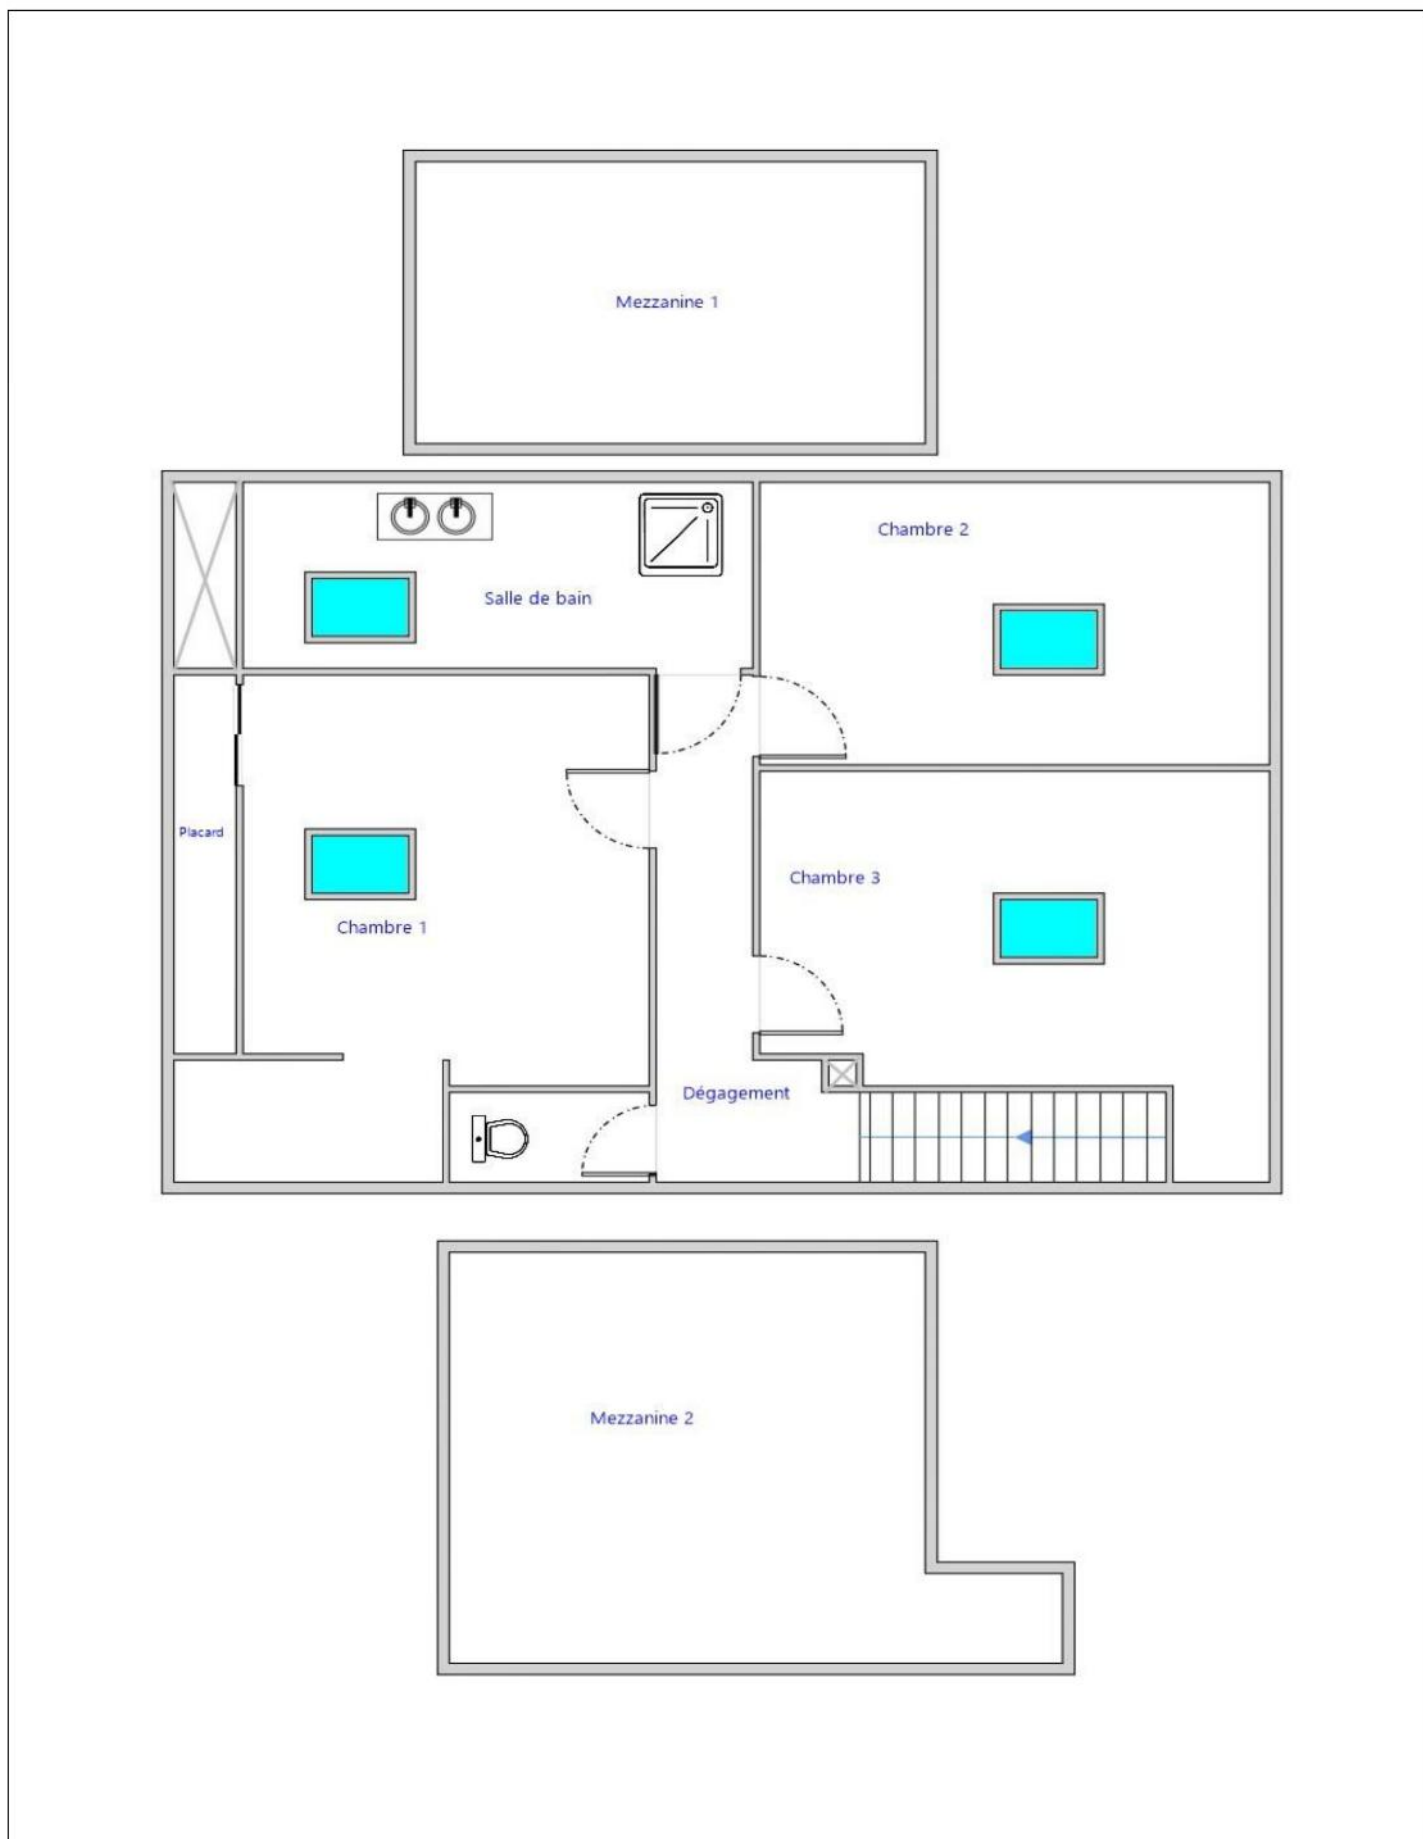 Mezzanine 1
Chambre 2
Salle de bain
Placard
Chambre 3
Chambre 1
Dégagement
Mezzanine 2